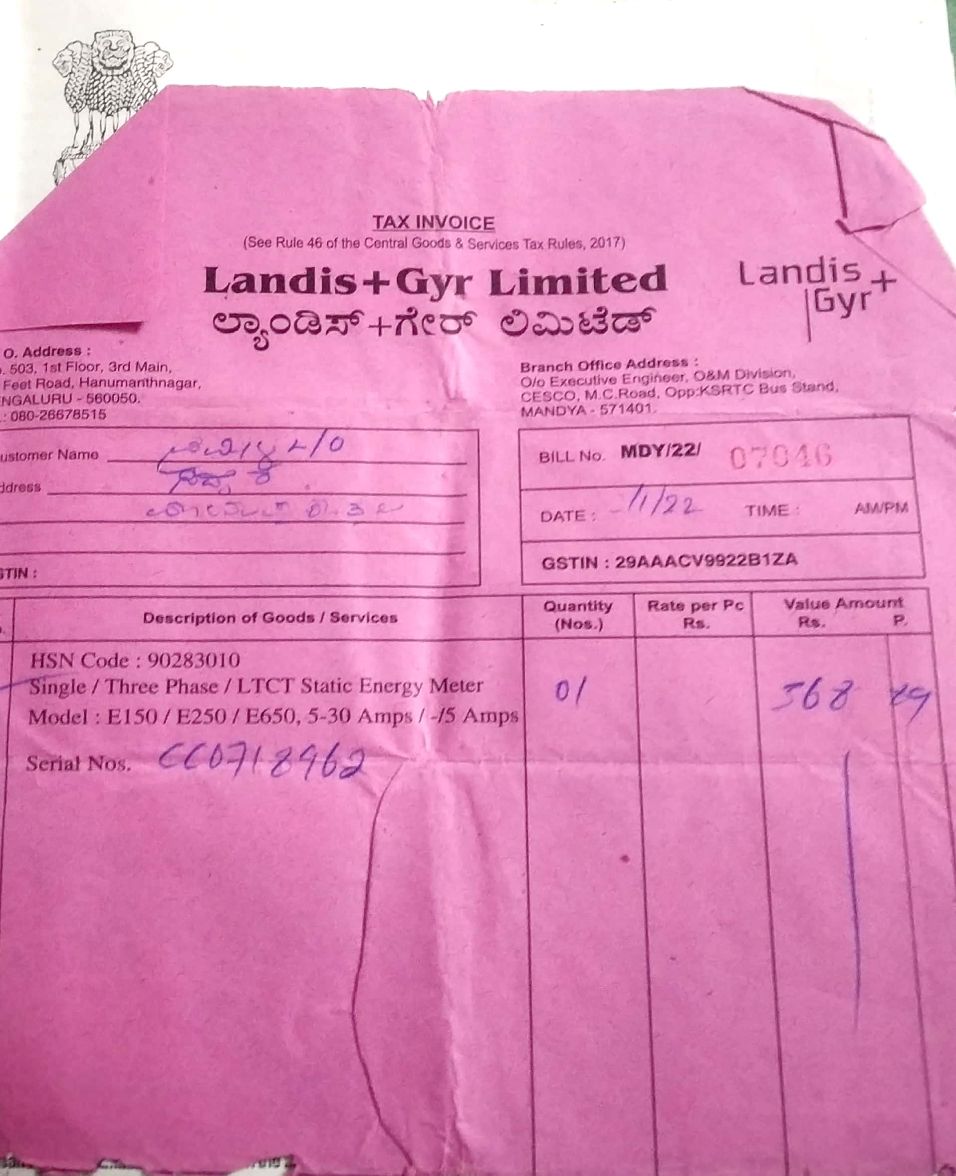 TAX INVOICE
(See Rule 46 of the Central Goods & Services Tax Rules, 2017)
Landis+Gyr Limited
ಲ್ಯಾಂಡಿಸ್+ಗೇರ್ ಲಿಮಿಟೆಡ್
Landis+
Gyr
O. Address :
. 503, 1st Floor, 3rd Main,
Feet Road, Hanumanthnagar,
NGALURU - 560050.
.: 080-26678515
Branch Office Address :
O/o Executive Engineer, O&M Division,
CESCO, M.C.Road, Opp:KSRTC Bus Stand,
MANDYA - 571401.
ustomer Name
ddress
STIN :
BILL No. MDY/22/ 07046
DATE : -/1/22 TIME : AM/PM
GSTIN : 29AAACV9922B1ZA
Description of Goods / Services
Quantity (Nos.)
Rate per Pc Rs.
Value Amount Rs. P.
HSN Code : 90283010
Single / Three Phase / LTCT Static Energy Meter 01 568 89
Model : E150 / E250 / E650, 5-30 Amps / -/5 Amps
Serial Nos. CC0718962